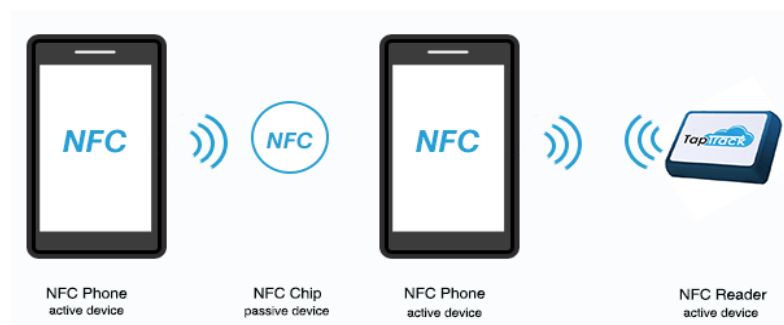 NFC
NFC
NFC
TapTrack
NFC Phone
active device
NFC Chip
passive device
NFC Phone
active device
NFC Reader
active device